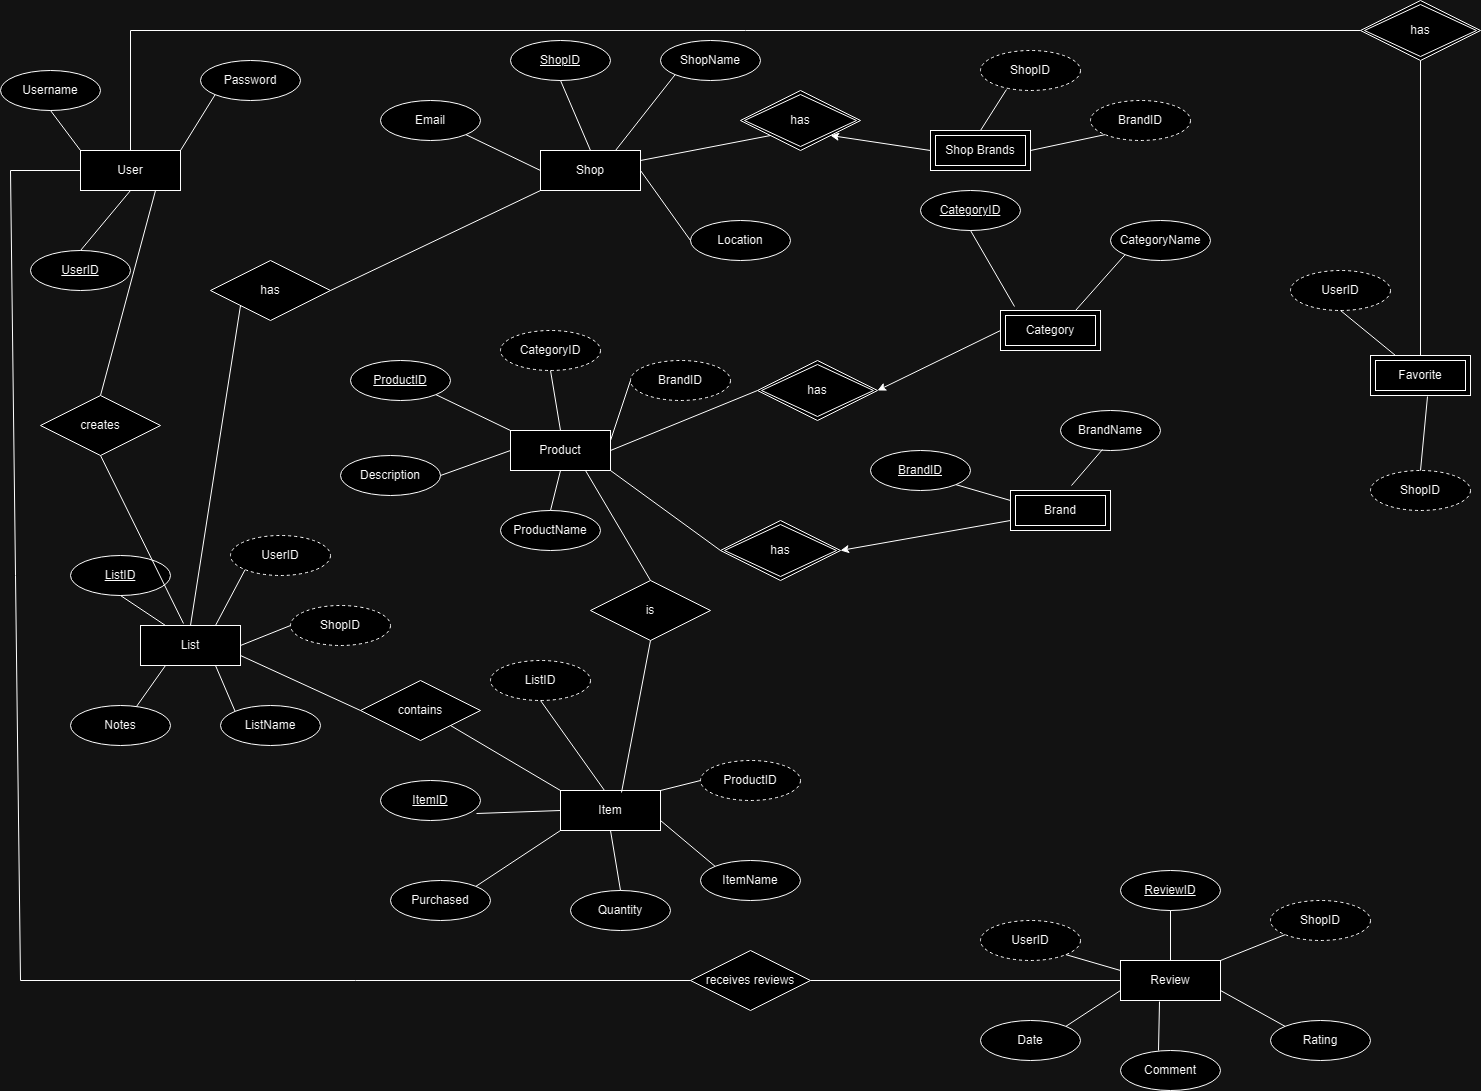 has
ShopID
ShopName
ShopID
Username
Password
Email
has
BrandID
Shop Brands
User
Shop
CategoryID
Location
CategoryName
UserID
has
UserID
Category
CategoryID
ProductID
BrandID
has
Favorite
creates
Product
BrandName
Description
BrandID
ShopID
ProductName
Brand
has
UserID
ListID
is
ShopID
List
ListID
contains
Notes
ListName
ProductID
ItemID
Item
ItemName
Purchased
Quantity
ReviewID
ShopID
UserID
receives reviews
Review
Date
Rating
Comment